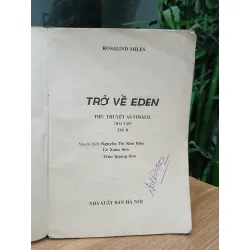 ROSALIND MILES
TRỞ VỀ EDEN
TIỂU THUYẾT AUSTRALIA
(HAI TẬP)
TẬP II
Người dịch: Nguyễn Thị Kim Hiền
Lê Xuân Sơn
Trần Quang Sơn
NHÀ XUẤT BẢN HÀ NỘI